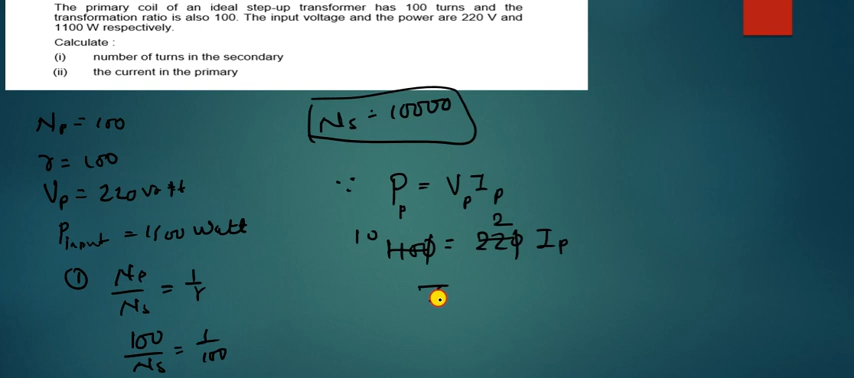 The primary coil of an ideal step-up transformer has 100 turns and the
transformation ratio is also 100. The input voltage and the power are 220 V and
1100 W respectively.
Calculate :
(i) number of turns in the secondary
(ii) the current in the primary
Np = 100
r = 100
Vp = 220 volt
Pinput = 1100 watt
① Np/Ns = 1/r
100/Ns = 1/100
Ns = 10000
∵ Pp = Vp Ip
10 1100 = 2 220 Ip